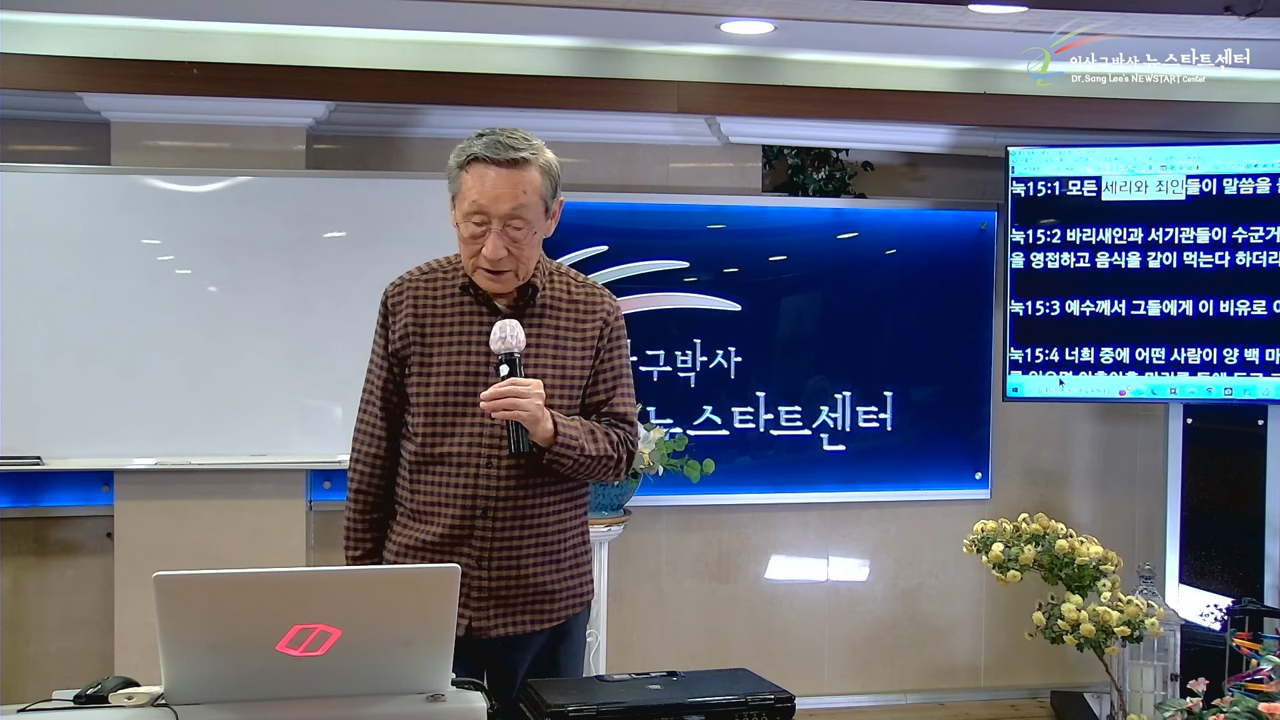 이상구박사 뉴스타트센터
Dr.Sang Lee's NEWSTART Center
눅15:1 모든 세리와 죄인들이 말씀을
눅15:2 바리새인과 서기관들이 수군거
을 영접하고 음식을 같이 먹는다 하더라
눅15:3 예수께서 그들에게 이 비유로
눅15:4 너희 중에 어떤 사람이 양 백 마
구박사
뉴스타트센터